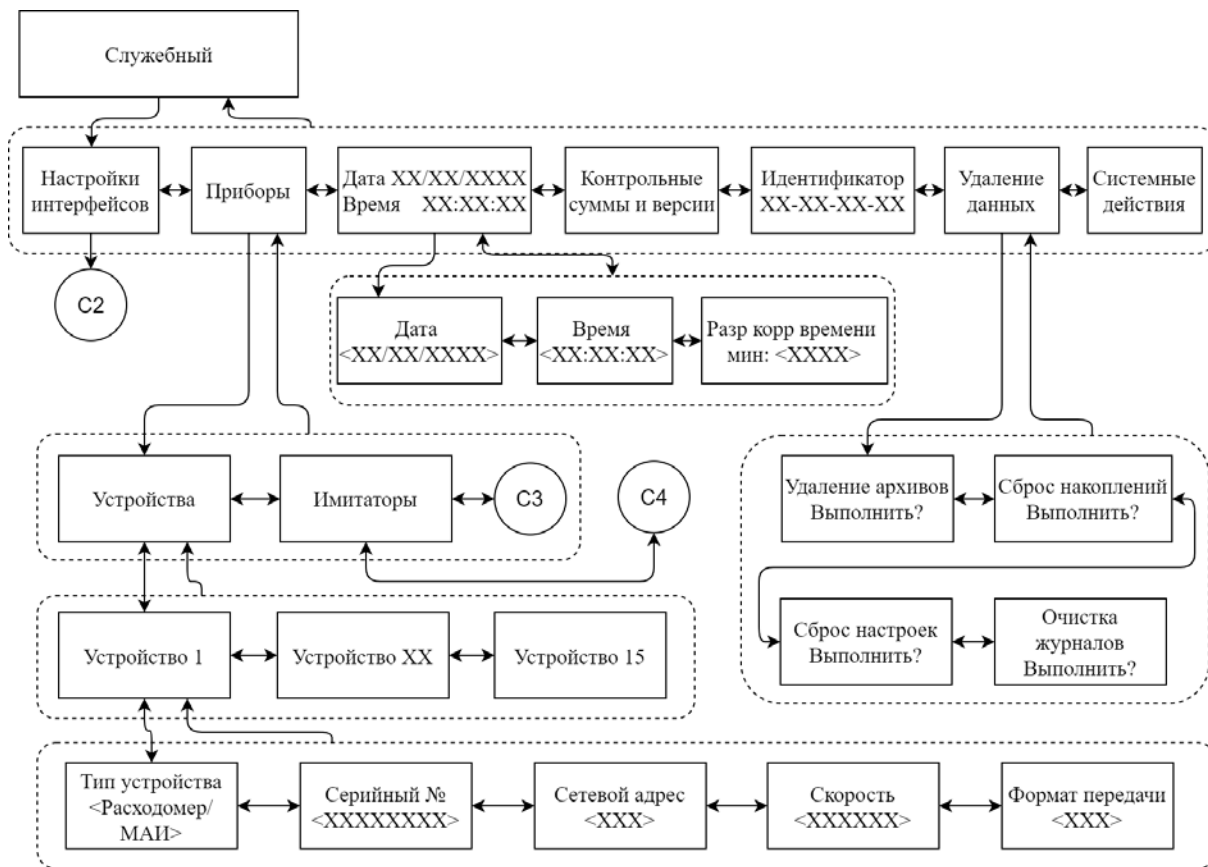 Служебный
Настройки
интерфейсов
Приборы
Дата XX/XX/XXXX
Время XX:XX:XX
Контрольные
суммы и версии
Идентификатор
XX-XX-XX-XX
Удаление
данных
Системные
действия
C2
Дата
<XX/XX/XXXX>
Время
<XX:XX:XX>
Разр корр времени
мин: <XXXX>
Устройства
Имитаторы
C3
C4
Удаление архивов
Выполнить?
Сброс накоплений
Выполнить?
Сброс настроек
Выполнить?
Очистка
журналов
Выполнить?
Устройство 1
Устройство XX
Устройство 15
Тип устройства
<Расходомер/
МАИ>
Серийный №
<XXXXXXXX>
Сетевой адрес
<XXX>
Скорость
<XXXXXX>
Формат передачи
<XXX>